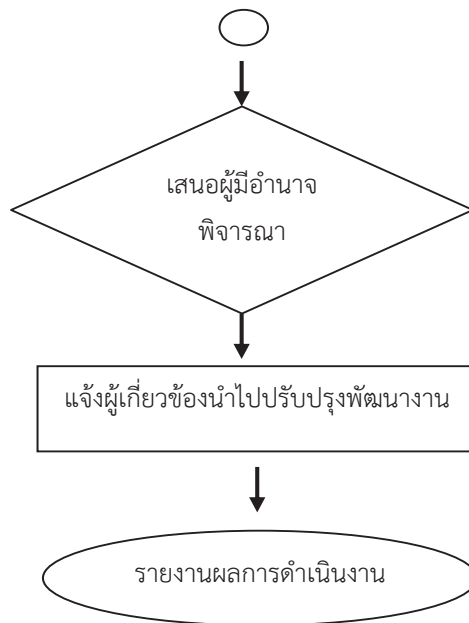 เสนอผู้มีอำนาจ
พิจารณา
แจ้งผู้เกี่ยวข้องนำไปปรับปรุงพัฒนางาน
รายงานผลการดำเนินงาน